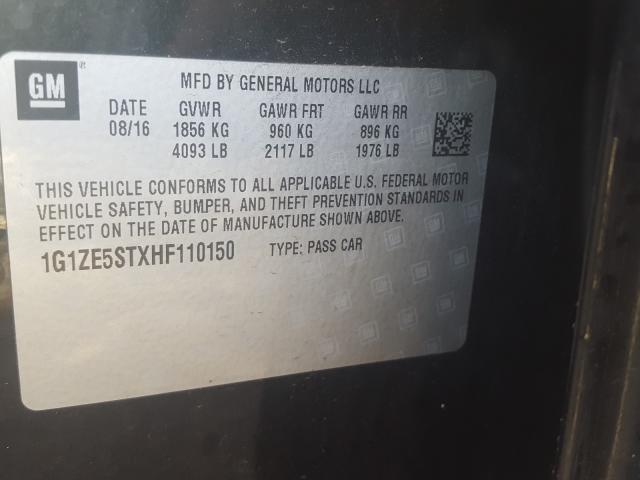 GM ®
MFD BY GENERAL MOTORS LLC
DATE GVWR GAWR FRT GAWR RR
08/16 1856 KG 960 KG 896 KG
4093 LB 2117 LB 1976 LB
THIS VEHICLE CONFORMS TO ALL APPLICABLE U.S. FEDERAL MOTOR
VEHICLE SAFETY, BUMPER, AND THEFT PREVENTION STANDARDS IN
EFFECT ON THE DATE OF MANUFACTURE SHOWN ABOVE.
1G1ZE5STXHF110150 TYPE: PASS CAR